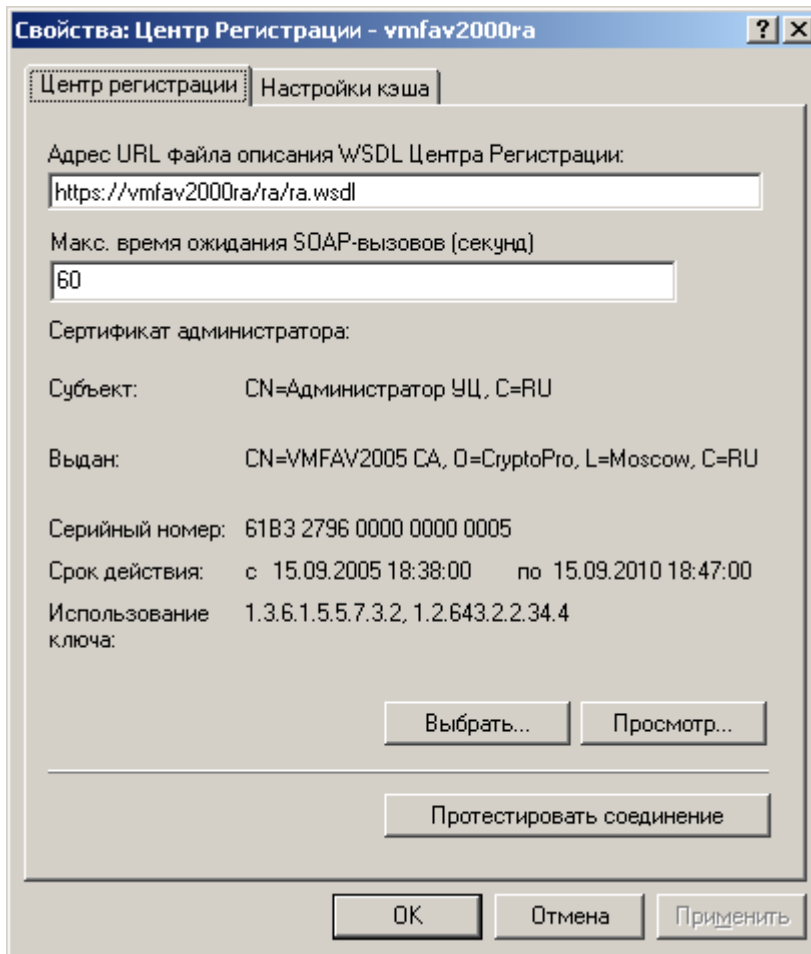 Свойства: Центр Регистрации - vmfav2000ra
Центр регистрации Настройки кэша
Адрес URL файла описания WSDL Центра Регистрации:
https://vmfav2000ra/ra/ra.wsdl
Макс. время ожидания SOAP-вызовов (секунд)
60
Сертификат администратора:
Субъект: CN=Администратор УЦ, C=RU
Выдан: CN=VMFAV2005 CA, O=CryptoPro, L=Moscow, C=RU
Серийный номер: 61B3 2796 0000 0000 0005
Срок действия: с 15.09.2005 18:38:00 по 15.09.2010 18:47:00
Использование 1.3.6.1.5.5.7.3.2, 1.2.643.2.2.34.4
ключа:
Выбрать... Просмотр...
Протестировать соединение
OK Отмена Применить